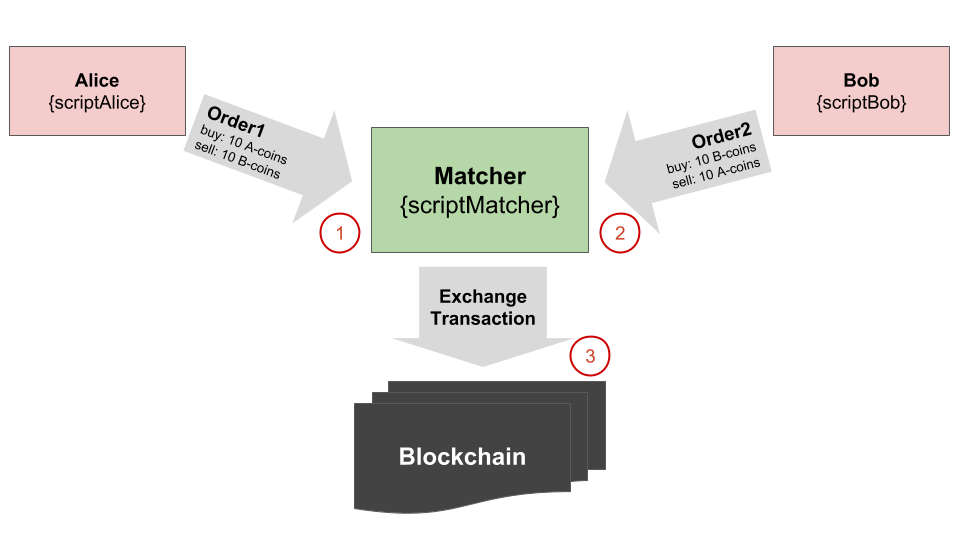 Alice
{scriptAlice}
Bob
{scriptBob}
Order1
buy: 10 A-coins
sell: 10 B-coins
Order2
buy: 10 B-coins
sell: 10 A-coins
Matcher
{scriptMatcher}
1
2
Exchange
Transaction
3
Blockchain